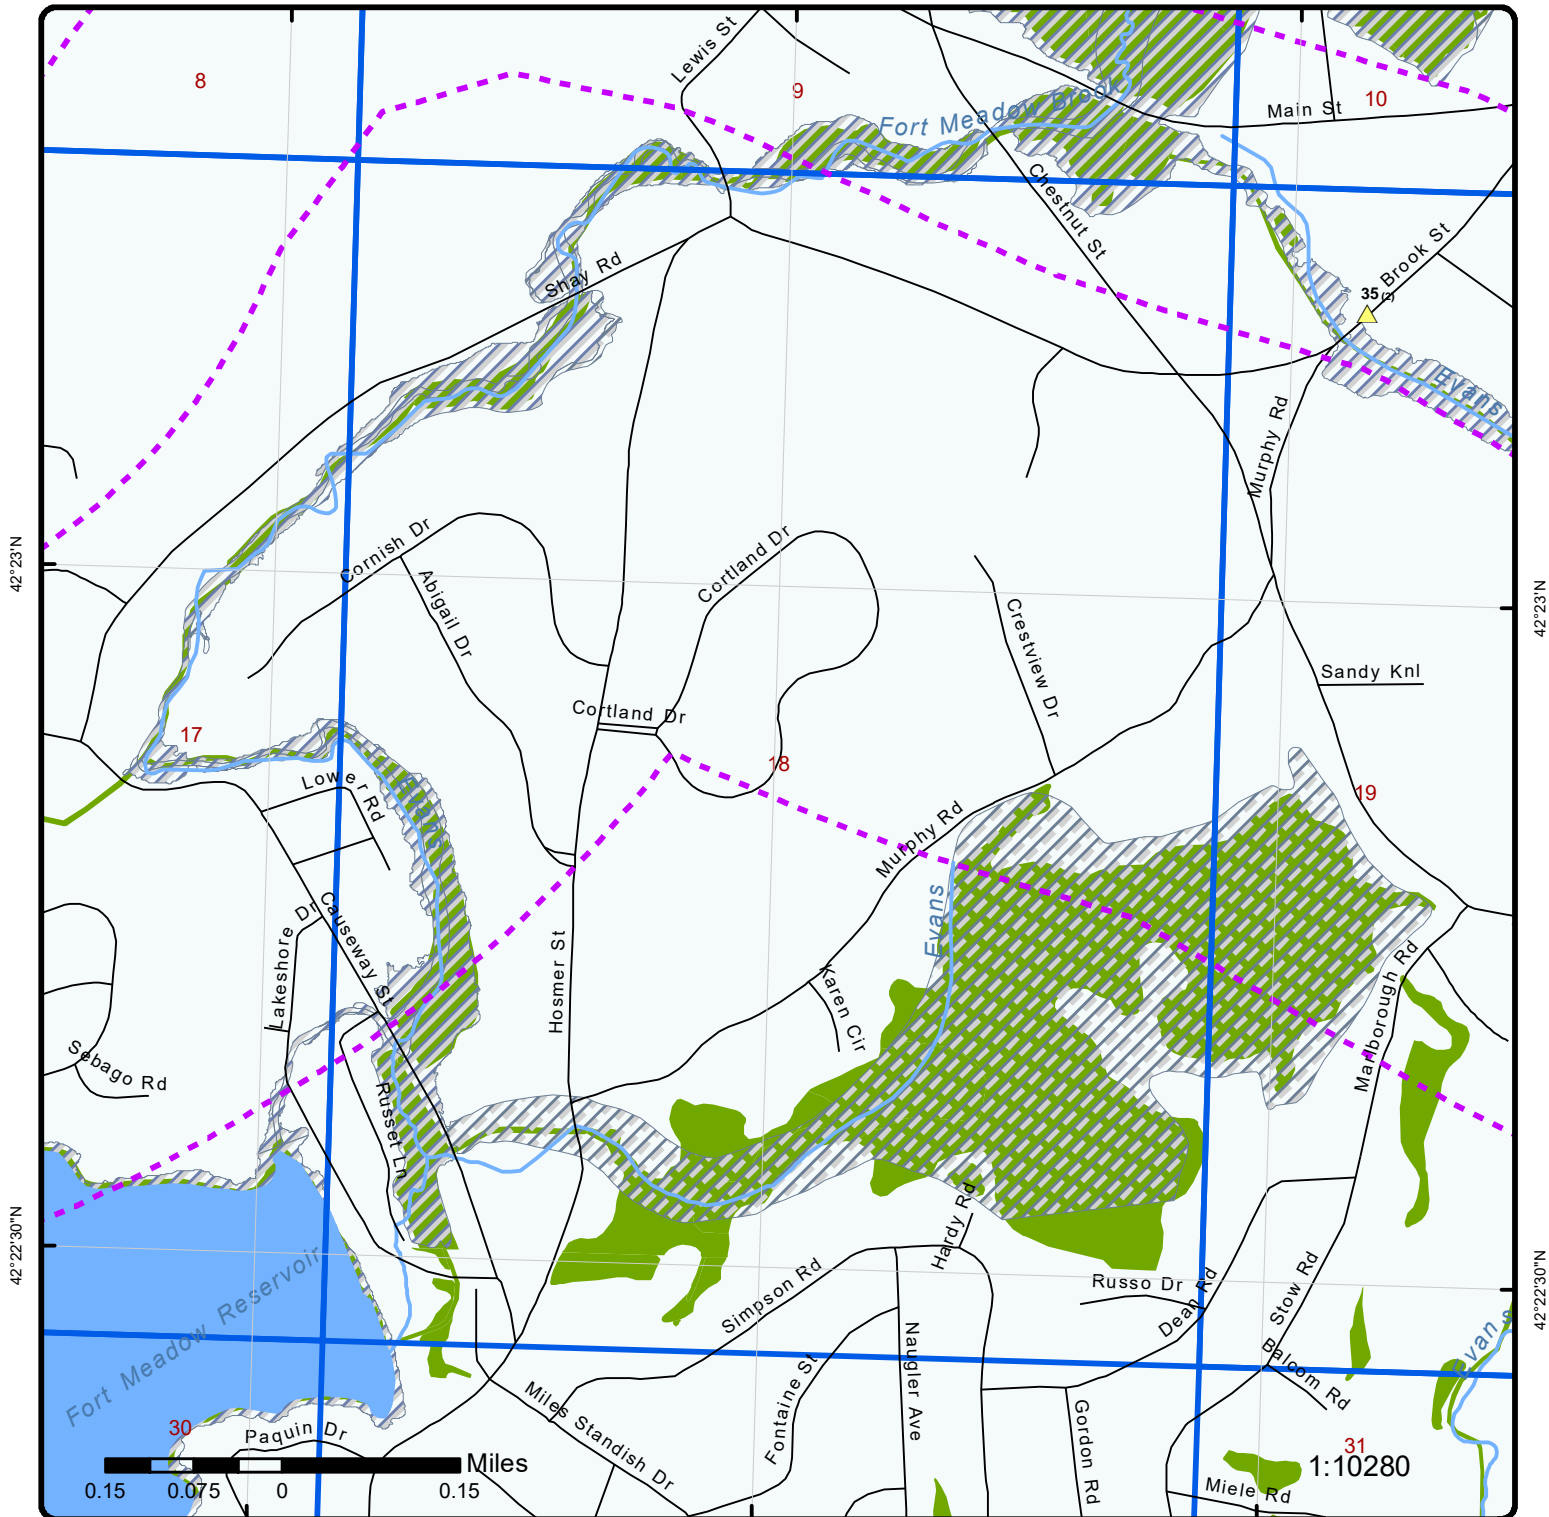 Lewis St
8
9
10
Fort Meadow Brook
Main St
Chestnut St
Brook St
35 (2)
Shay Rd
Evans
Murphy Rd
42°23'N
42°23'N
Cornish Dr
Abigail Dr
Cortland Dr
Crestview Dr
Sandy Knl
Cortland Dr
17
18
19
Lower Rd
Evans
Murphy Rd
Evans
Causeway St
Lakeshore Dr
Hosmer St
Karen Cir
Marlborough Rd
Sebago Rd
Russet Ln
Hardy Rd
42°22'30"N
42°22'30"N
Fort Meadow Reservoir
Simpson Rd
Russo Dr
Dean Rd
Stow Rd
Evans
Balcom Rd
Naugler Ave
Fontaine St
Miles Standish Dr
Gordon Rd
30
31
Paquin Dr
Miles
0.15 0.075 0 0.15
1:10280
Miele Rd